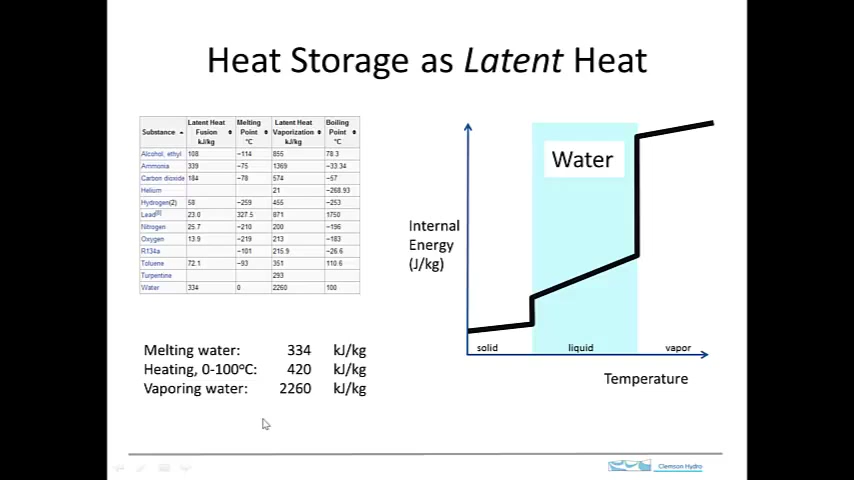 Heat Storage as Latent Heat
Substance Latent Heat Fusion kJ/kg Melting Point °C Latent Heat Vaporization kJ/kg Boiling Point °C
Alcohol, ethyl 108 −114 855 78.3
Ammonia 339 −75 1369 −33.34
Carbon dioxide 184 −78 574 −57
Helium 21 −268.93
Hydrogen(2) 58 −259 455 −253
Lead[8] 23.0 327.5 871 1750
Nitrogen 25.7 −210 200 −196
Oxygen 13.9 −219 213 −183
R134a −101 215.9 −26.6
Toluene 72.1 −93 351 110.6
Turpentine 293
Water 334 0 2260 100
Melting water: 334 kJ/kg
Heating, 0-100°C: 420 kJ/kg
Vaporing water: 2260 kJ/kg
Water
Internal
Energy
(J/kg)
solid liquid vapor
Temperature
Clemson Hydro